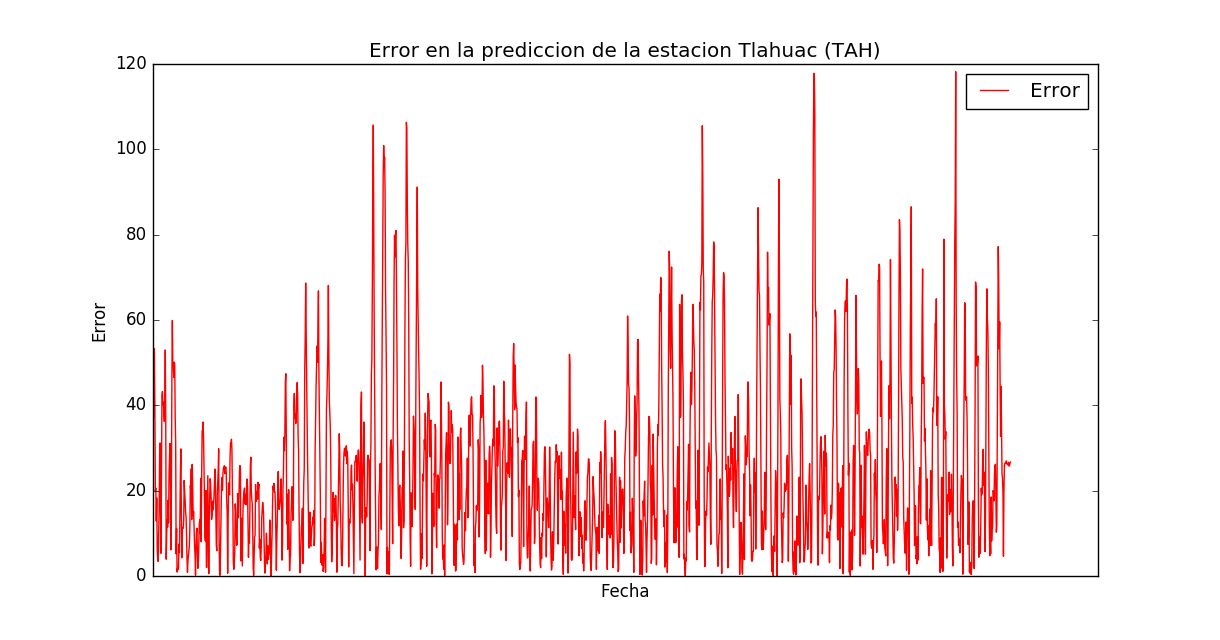 Error en la prediccion de la estacion Tlahuac (TAH)
120
100
80
60
40
20
0
Error
Error
Fecha